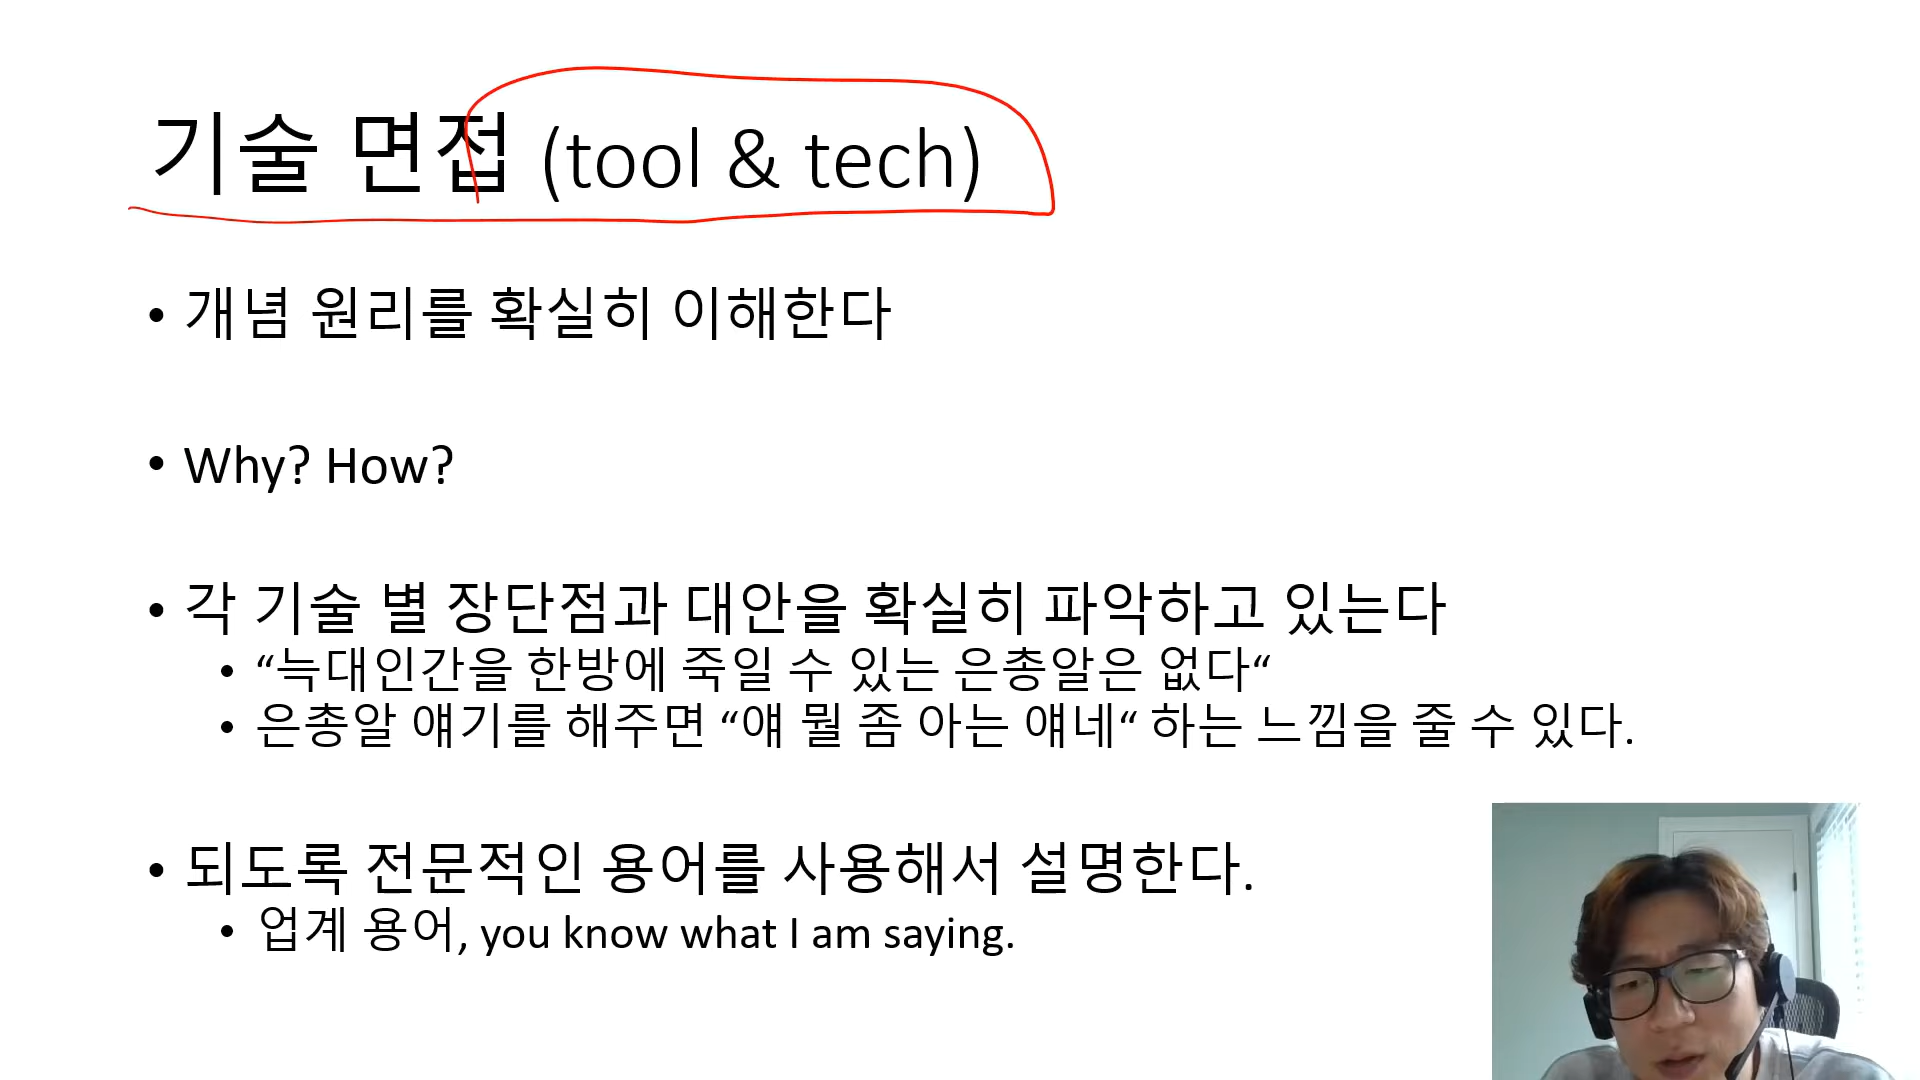 기술 면접 (tool & tech)
• 개념 원리를 확실히 이해한다
• Why? How?
• 각 기술 별 장단점과 대안을 확실히 파악하고 있는다
• “늑대인간을 한방에 죽일 수 있는 은총알은 없다“
• 은총알 얘기를 해주면 “얘 뭘 좀 아는 얘네“ 하는 느낌을 줄 수 있다.
• 되도록 전문적인 용어를 사용해서 설명한다.
• 업계 용어, you know what I am saying.